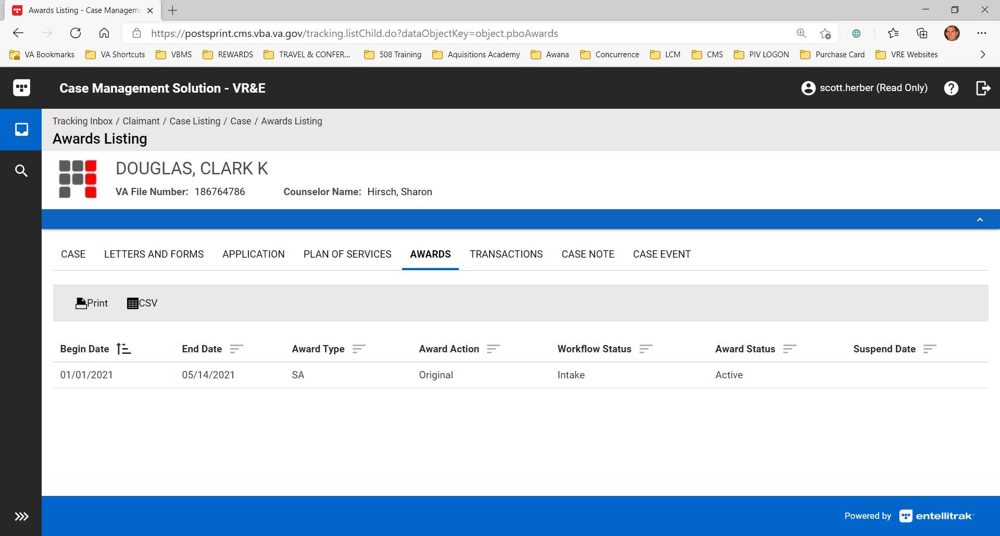 Awards Listing - Case Managem
https://postsprint.cms.vba.va.gov/tracking.listChild.do?dataObjectKey=object.pboAwards
VA Bookmarks VA Shortcuts VBMS REWARDS TRAVEL & CONFER... 508 Training Aquisitions Academy Awana Concurrence LCM CMS PIV LOGON Purchase Card VRE Websites
Case Management Solution - VR&E scott.herber (Read Only)
Tracking Inbox / Claimant / Case Listing / Case / Awards Listing
Awards Listing
DOUGLAS, CLARK K
VA File Number: 186764786 Counselor Name: Hirsch, Sharon
CASE LETTERS AND FORMS APPLICATION PLAN OF SERVICES AWARDS TRANSACTIONS CASE NOTE CASE EVENT
Print CSV
Begin Date End Date Award Type Award Action Workflow Status Award Status Suspend Date
01/01/2021 05/14/2021 SA Original Intake Active
Powered by entellitrak